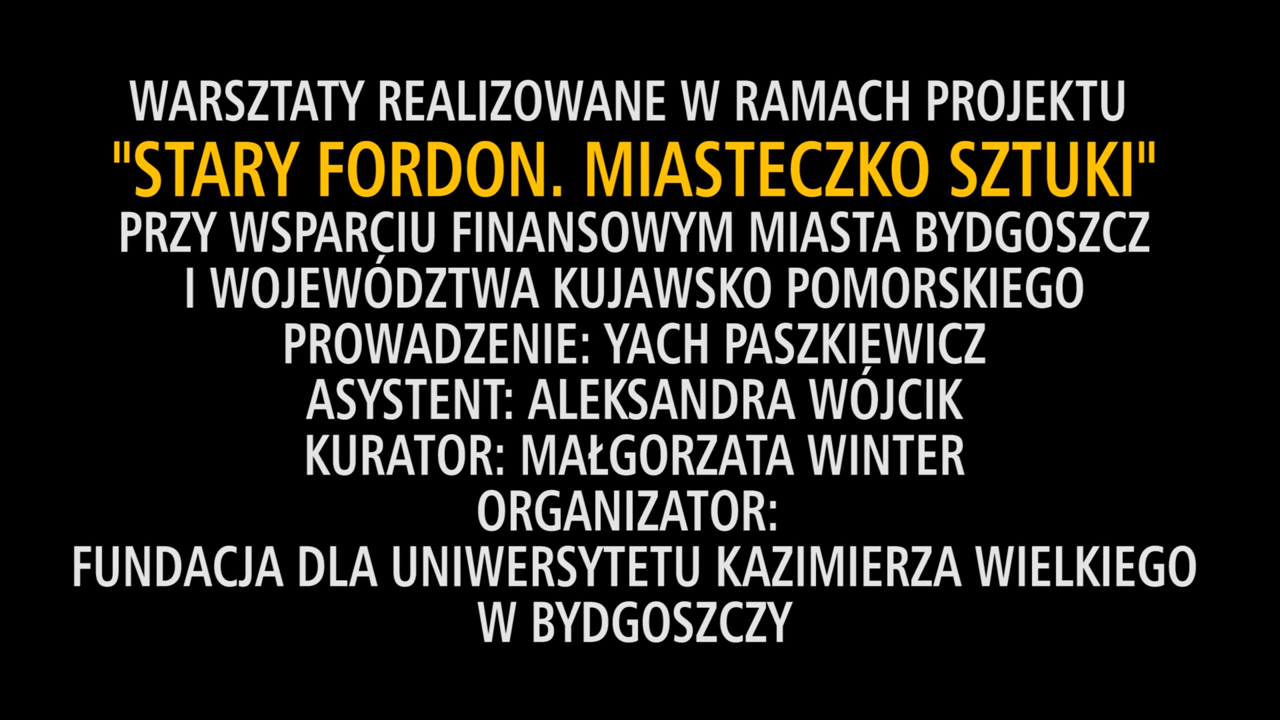 WARSZTATY REALIZOWANE W RAMACH PROJEKTU
"STARY FORDON. MIASTECZKO SZTUKI"
PRZY WSPARCIU FINANSOWYM MIASTA BYDGOSZCZ
I WOJEWÓDZTWA KUJAWSKO POMORSKIEGO
PROWADZENIE: YACH PASZKIEWICZ
ASYSTENT: ALEKSANDRA WÓJCIK
KURATOR: MAŁGORZATA WINTER
ORGANIZATOR:
FUNDACJA DLA UNIWERSYTETU KAZIMIERZA WIELKIEGO
W BYDGOSZCZY